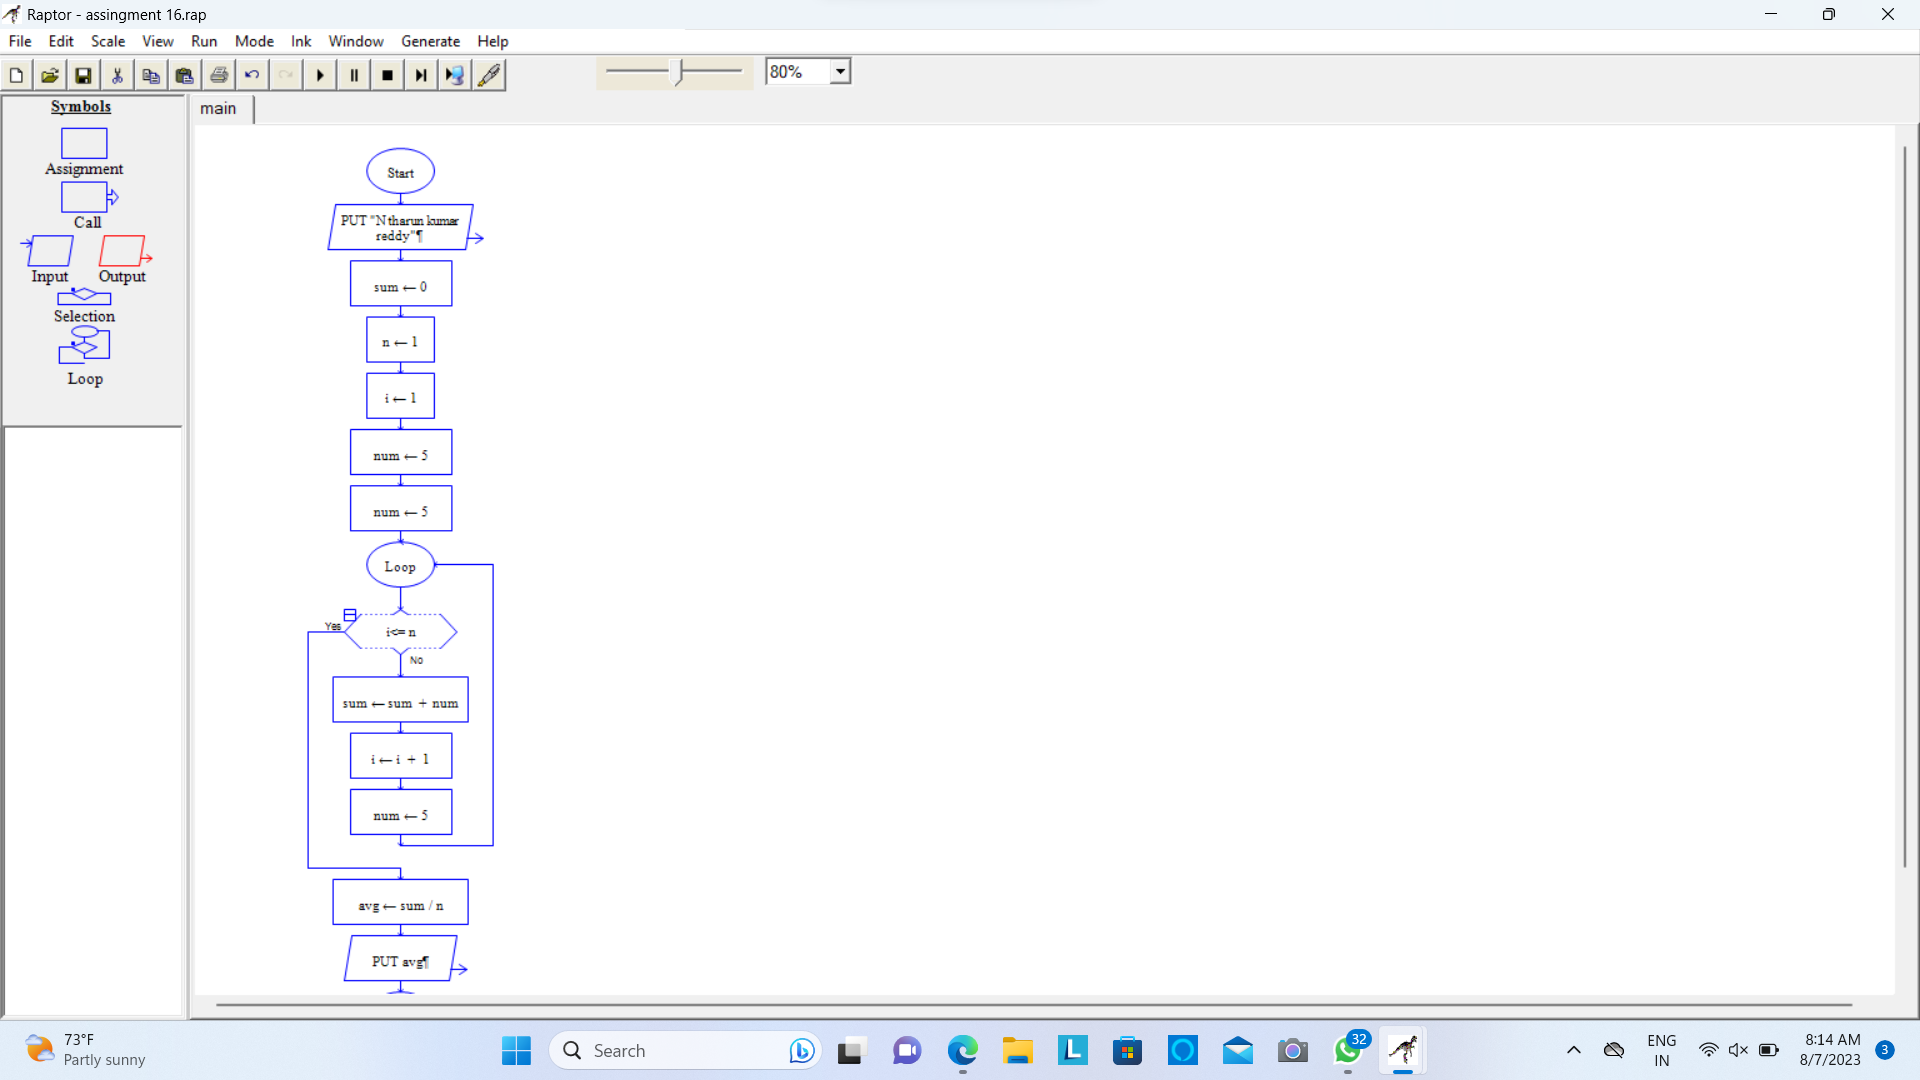 Raptor - assingment 16.rap
File Edit Scale View Run Mode Ink Window Generate Help
80%
Symbols
main
Assignment
Call
Input Output
Selection
Loop
Start
PUT "N tharun kumar
reddy"¶
sum ← 0
n ← 1
i ← 1
num ← 5
num ← 5
Loop
Yes
i<= n
No
sum ← sum + num
i ← i + 1
num ← 5
avg ← sum / n
PUT avg¶
73°F
Partly sunny
Search
L
32
ENG
IN
8:14 AM
8/7/2023
3